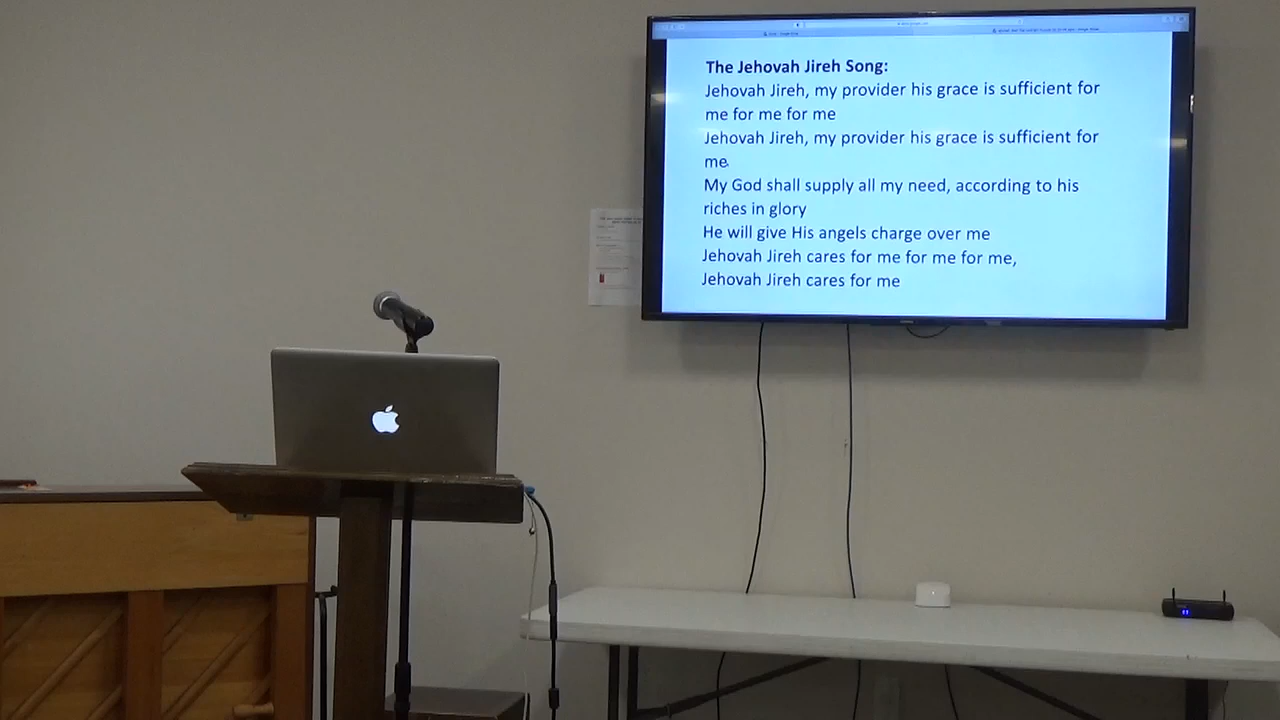 The Jehovah Jireh Song:
Jehovah Jireh, my provider his grace is sufficient for
me for me for me
Jehovah Jireh, my provider his grace is sufficient for
me.
My God shall supply all my need, according to his
riches in glory
He will give His angels charge over me
Jehovah Jireh cares for me for me for me,
Jehovah Jireh cares for me